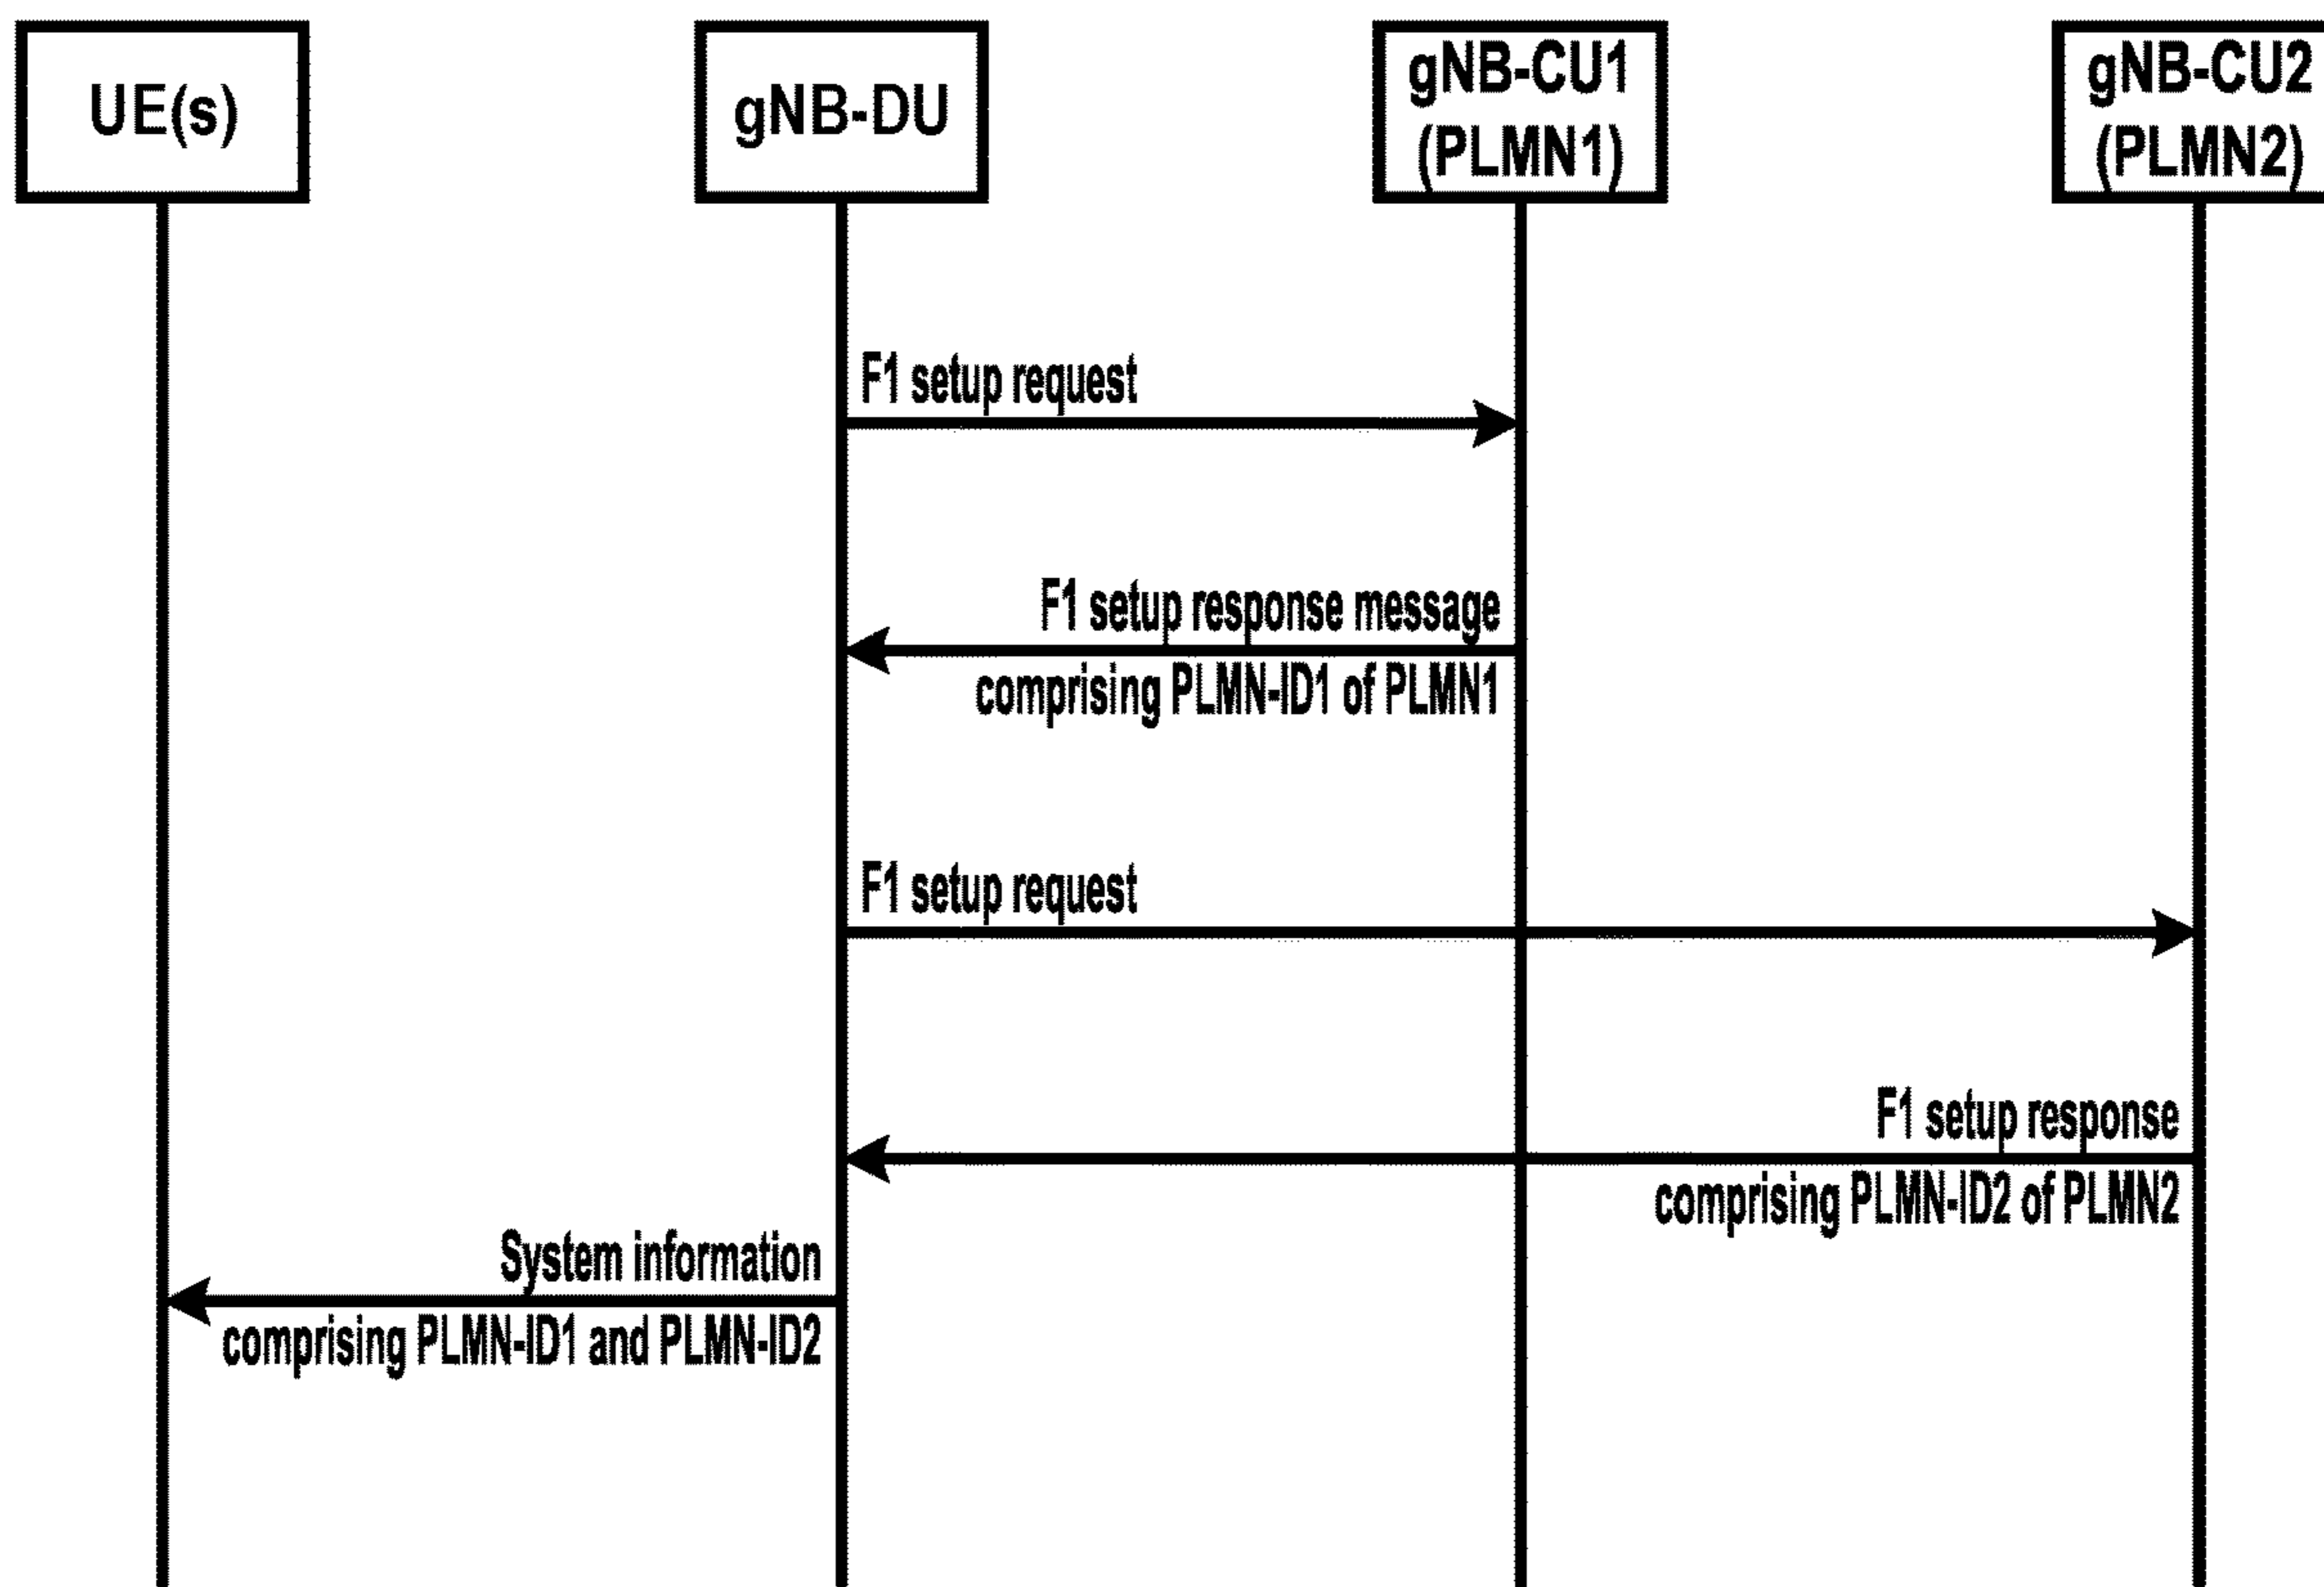 UE(s)
gNB-DU
gNB-CU1
(PLMN1)
gNB-CU2
(PLMN2)
F1 setup request
F1 setup response message
comprising PLMN-ID1 of PLMN1
F1 setup request
F1 setup response
comprising PLMN-ID2 of PLMN2
System information
comprising PLMN-ID1 and PLMN-ID2